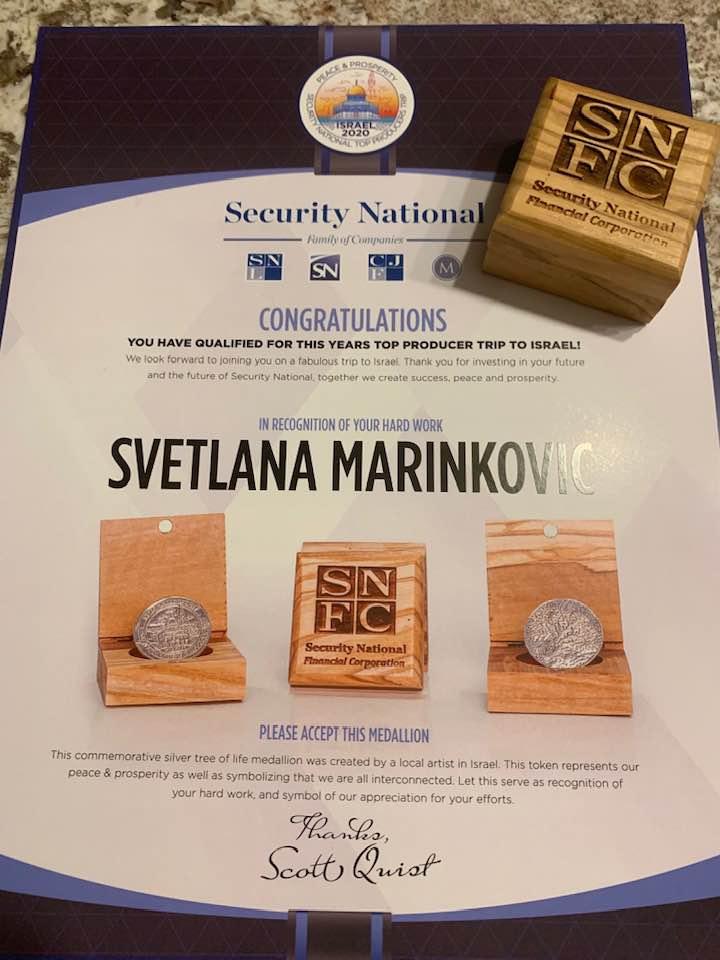 PEACE & PROSPERITY
ISRAEL
2020
SECURITY NATIONAL TOP PRODUCERS TRIP
SN
FC
Security National
Financial Corporation
Security National
Family of Companies
SN
L
SN
CJ
F
M
CONGRATULATIONS
YOU HAVE QUALIFIED FOR THIS YEARS TOP PRODUCER TRIP TO ISRAEL!
We look forward to joining you on a fabulous trip to Israel. Thank you for investing in your future
and the future of Security National, together we create success, peace and prosperity.
IN RECOGNITION OF YOUR HARD WORK
SVETLANA MARINKOVIC
SN
FC
Security National
Financial Corporation
PLEASE ACCEPT THIS MEDALLION
This commemorative silver tree of life medallion was created by a local artist in Israel. This token represents our
peace & prosperity as well as symbolizing that we are all interconnected. Let this serve as recognition of
your hard work, and symbol of our appreciation for your efforts.
Thanks,
Scott Quist